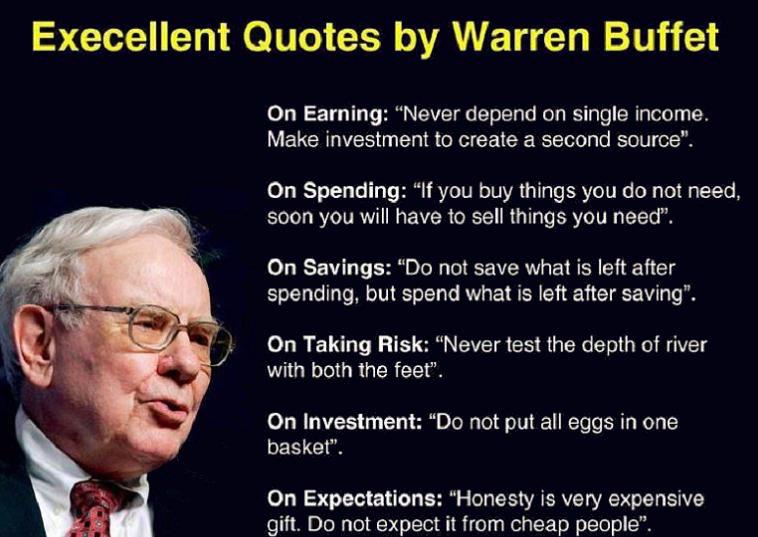 Execellent Quotes by Warren Buffet
On Earning: “Never depend on single income.
Make investment to create a second source”.
On Spending: “If you buy things you do not need,
soon you will have to sell things you need”.
On Savings: “Do not save what is left after
spending, but spend what is left after saving”.
On Taking Risk: “Never test the depth of river
with both the feet”.
On Investment: “Do not put all eggs in one
basket”.
On Expectations: “Honesty is very expensive
gift. Do not expect it from cheap people”.